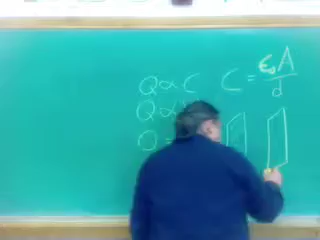 Q ∝ C C = ε₀A/d
Q ∝
Q =